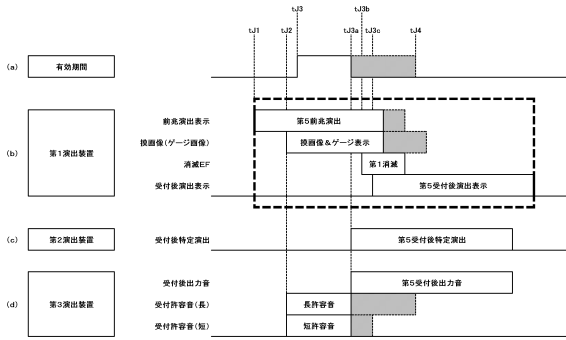 tJ3
tJ3b
tJ1
tJ2
tJ3a
tJ3c
tJ4
(a)
有効期間
(b)
第1演出装置
前兆演出表示
第5前兆演出
換画像(ゲージ画像)
換画像&ゲージ表示
消滅EF
第1消滅
受付後演出表示
第5受付後演出表示
(c)
第2演出装置
受付後特定演出
第5受付後特定演出
(d)
第3演出装置
受付後出力音
第5受付後出力音
受付許容音(長)
長許容音
受付許容音(短)
短許容音